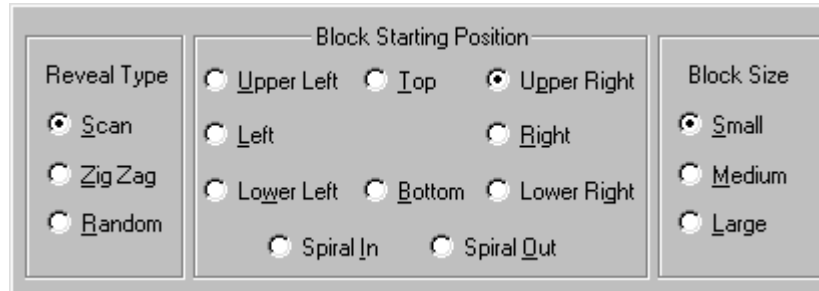 Block Starting Position
Reveal Type
Scan
Zig Zag
Random
Upper Left Top Upper Right
Left Right
Lower Left Bottom Lower Right
Spiral In Spiral Out
Block Size
Small
Medium
Large